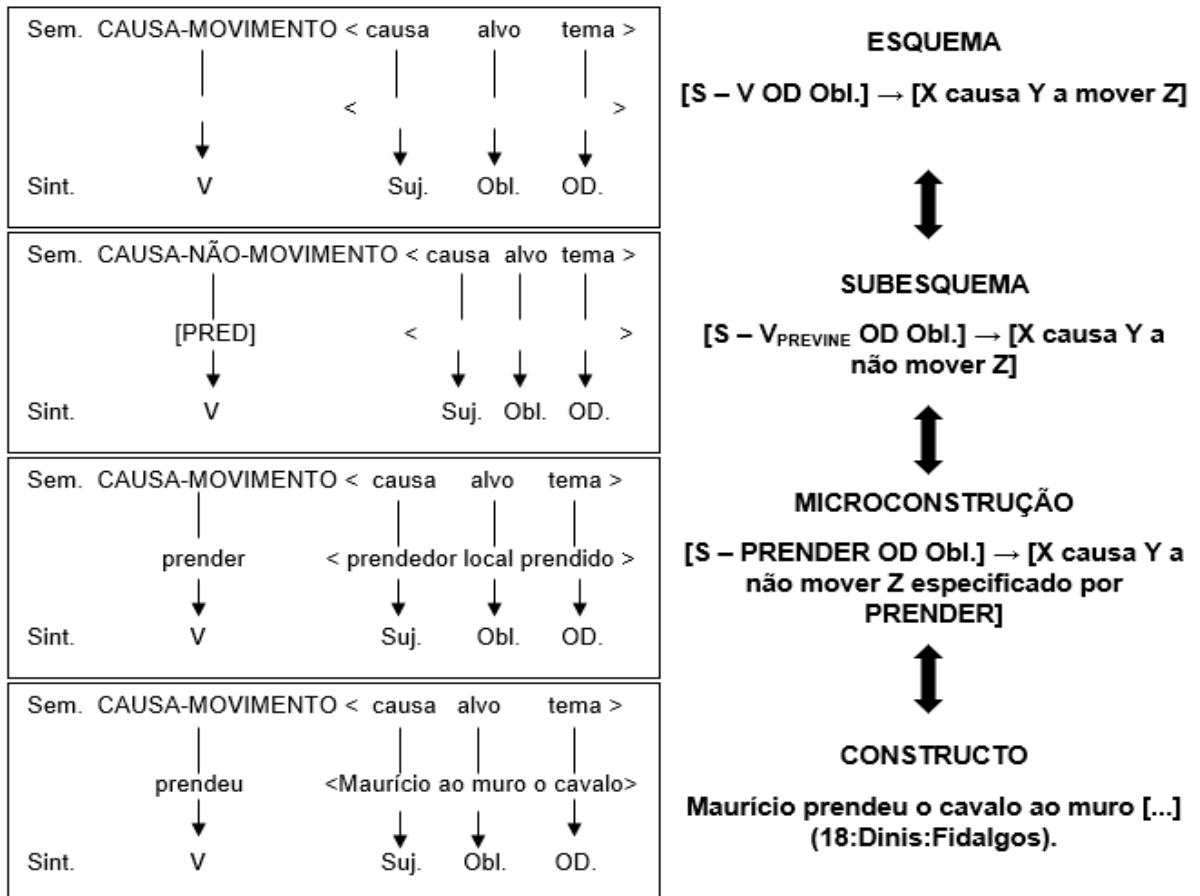 Sem. CAUSA-MOVIMENTO < causa alvo tema >
< >
Sint. V Suj. Obl. OD.
ESQUEMA
[S – V OD Obl.] → [X causa Y a mover Z]
Sem. CAUSA-NÃO-MOVIMENTO < causa alvo tema >
[PRED] < >
Sint. V Suj. Obl. OD.
SUBESQUEMA
[S – VPREVINE OD Obl.] → [X causa Y a
não mover Z]
Sem. CAUSA-MOVIMENTO < causa alvo tema >
prender < prendedor local prendido >
Sint. V Suj. Obl. OD.
MICROCONSTRUÇÃO
[S – PRENDER OD Obl.] → [X causa Y a
não mover Z especificado por
PRENDER]
Sem. CAUSA-MOVIMENTO < causa alvo tema >
prendeu <Maurício ao muro o cavalo>
Sint. V Suj. Obl. OD.
CONSTRUCTO
Maurício prendeu o cavalo ao muro [...]
(18:Dinis:Fidalgos).